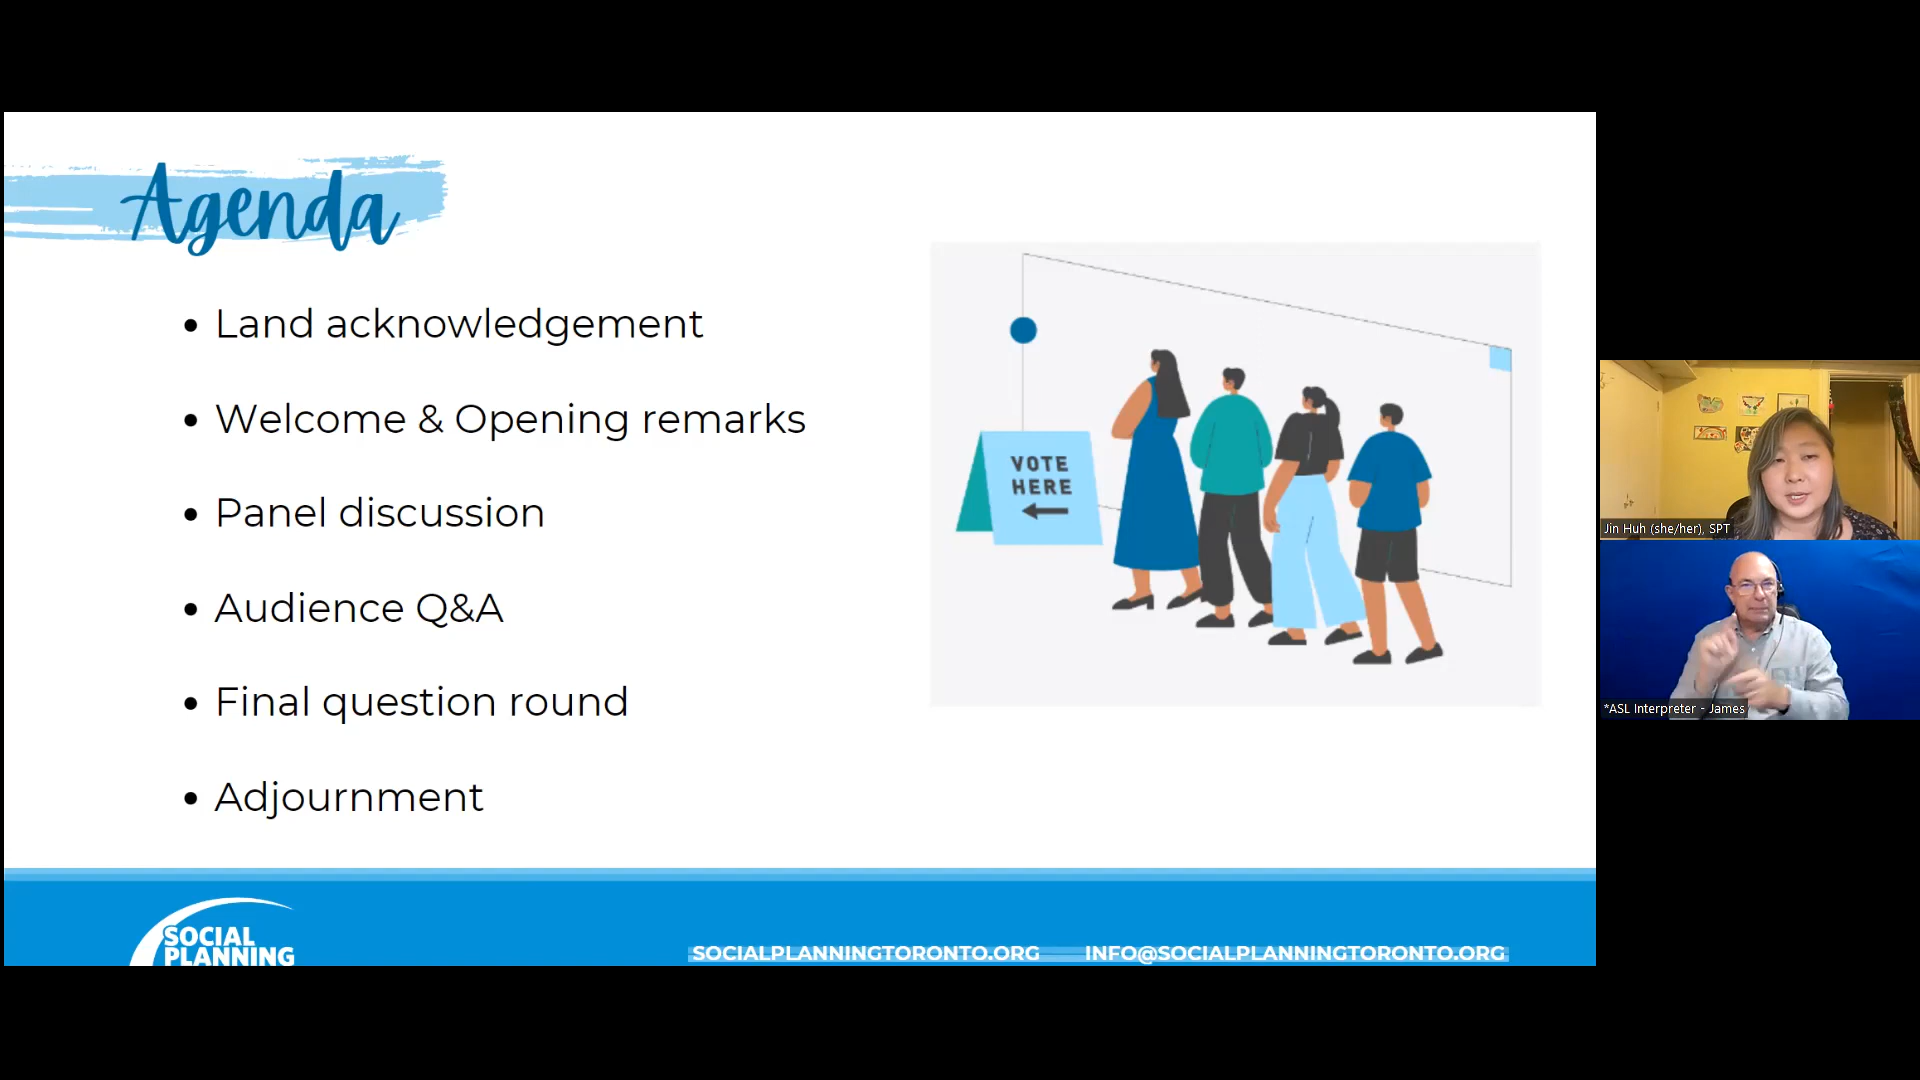 Agenda
Land acknowledgement
Welcome & Opening remarks
Panel discussion
Audience Q&A
Final question round
Adjournment
VOTE
HERE
SOCIAL
PLANNING
SOCIALPLANNINGTORONTO.ORG
INFO@SOCIALPLANNINGTORONTO.ORG
Jin Huh (she/her), SPT
*ASL Interpreter - James